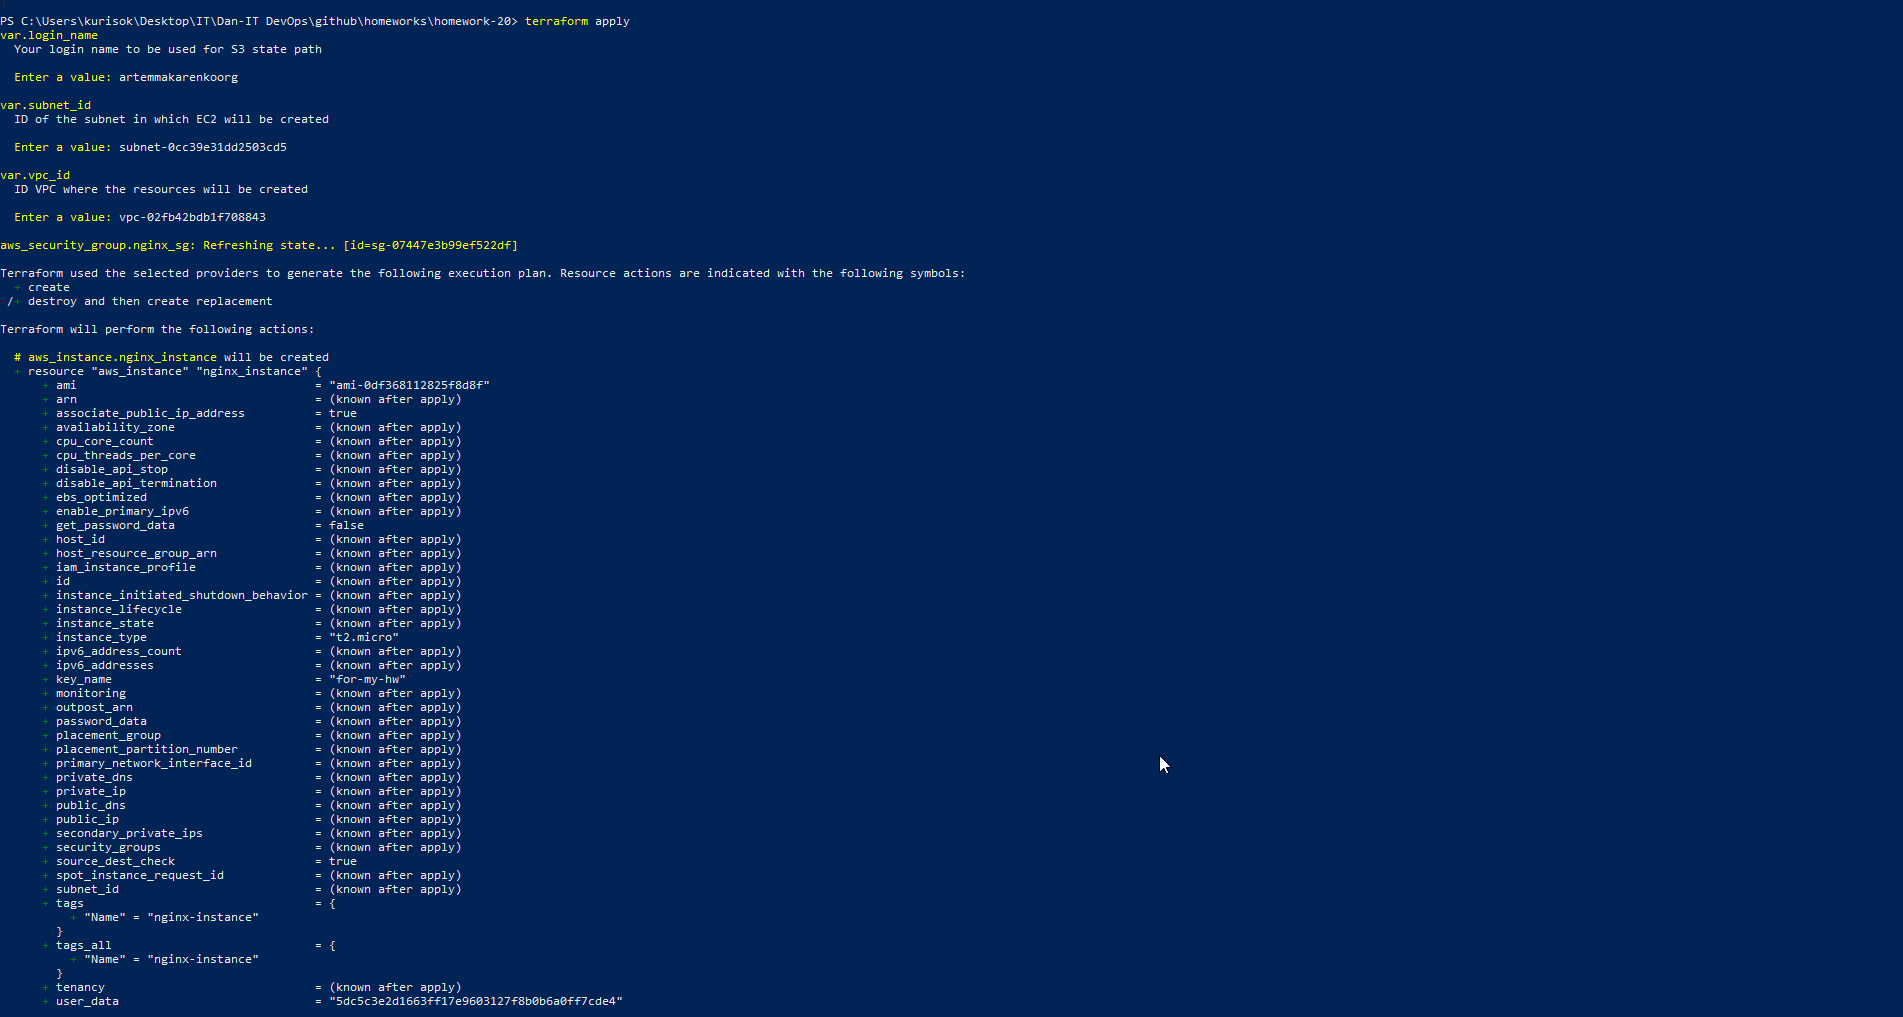 PS C:\Users\kurisok\Desktop\IT\Dan-IT DevOps\github\homeworks\homework-20> terraform apply
var.login_name
  Your login name to be used for S3 state path
  Enter a value: artemmakarenkoorg
var.subnet_id
  ID of the subnet in which EC2 will be created
  Enter a value: subnet-0cc39e31dd2503cd5
var.vpc_id
  ID VPC where the resources will be created
  Enter a value: vpc-02fb42bdb1f708843
aws_security_group.nginx_sg: Refreshing state... [id=sg-07447e3b99ef522df]
Terraform used the selected providers to generate the following execution plan. Resource actions are indicated with the following symbols:
  + create
 /+ destroy and then create replacement
Terraform will perform the following actions:
  # aws_instance.nginx_instance will be created
  + resource "aws_instance" "nginx_instance" {
      + ami                                  = "ami-0df368112825f8d8f"
      + arn                                  = (known after apply)
      + associate_public_ip_address          = true
      + availability_zone                    = (known after apply)
      + cpu_core_count                       = (known after apply)
      + cpu_threads_per_core                 = (known after apply)
      + disable_api_stop                     = (known after apply)
      + disable_api_termination              = (known after apply)
      + ebs_optimized                        = (known after apply)
      + enable_primary_ipv6                  = (known after apply)
      + get_password_data                    = false
      + host_id                              = (known after apply)
      + host_resource_group_arn              = (known after apply)
      + iam_instance_profile                 = (known after apply)
      + id                                   = (known after apply)
      + instance_initiated_shutdown_behavior = (known after apply)
      + instance_lifecycle                   = (known after apply)
      + instance_state                       = (known after apply)
      + instance_type                        = "t2.micro"
      + ipv6_address_count                   = (known after apply)
      + ipv6_addresses                       = (known after apply)
      + key_name                             = "for-my-hw"
      + monitoring                           = (known after apply)
      + outpost_arn                          = (known after apply)
      + password_data                        = (known after apply)
      + placement_group                      = (known after apply)
      + placement_partition_number           = (known after apply)
      + primary_network_interface_id         = (known after apply)
      + private_dns                          = (known after apply)
      + private_ip                           = (known after apply)
      + public_dns                           = (known after apply)
      + public_ip                            = (known after apply)
      + secondary_private_ips                = (known after apply)
      + security_groups                      = (known after apply)
      + source_dest_check                    = true
      + spot_instance_request_id             = (known after apply)
      + subnet_id                            = (known after apply)
      + tags                                 = {
          + "Name" = "nginx-instance"
        }
      + tags_all                             = {
          + "Name" = "nginx-instance"
        }
      + tenancy                              = (known after apply)
      + user_data                            = "5dc5c3e2d1663ff17e9603127f8b0b6a0ff7cde4"